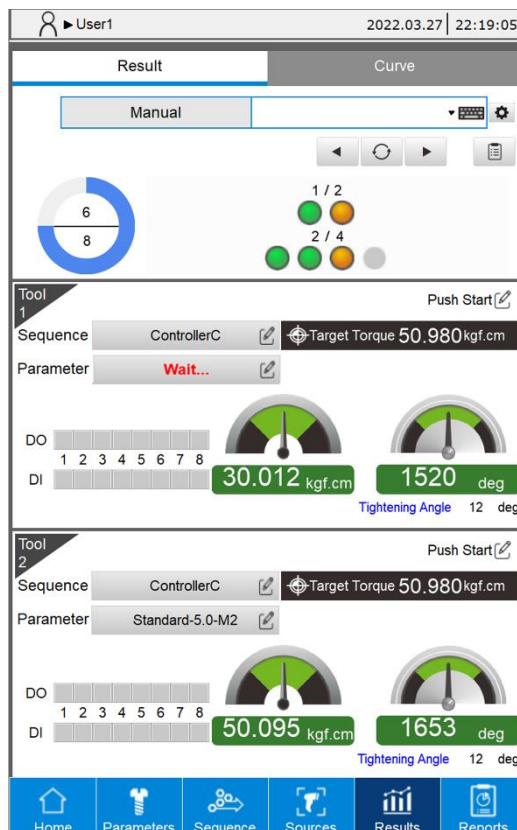 User1 2022.03.27 22:19:05
Result Curve
Manual
1 / 2
6
8
2 / 4
Tool
1
Push Start
Sequence ControllerC Target Torque 50.980 kgf.cm
Parameter Wait...
DO
1 2 3 4 5 6 7 8
DI
30.012 kgf.cm 1520 deg
Tightening Angle 12 deg
Tool
2
Push Start
Sequence ControllerC Target Torque 50.980 kgf.cm
Parameter Standard-5.0-M2
DO
1 2 3 4 5 6 7 8
DI
50.095 kgf.cm 1653 deg
Tightening Angle 12 deg
Home Parameters Sequence Sources Results Reports